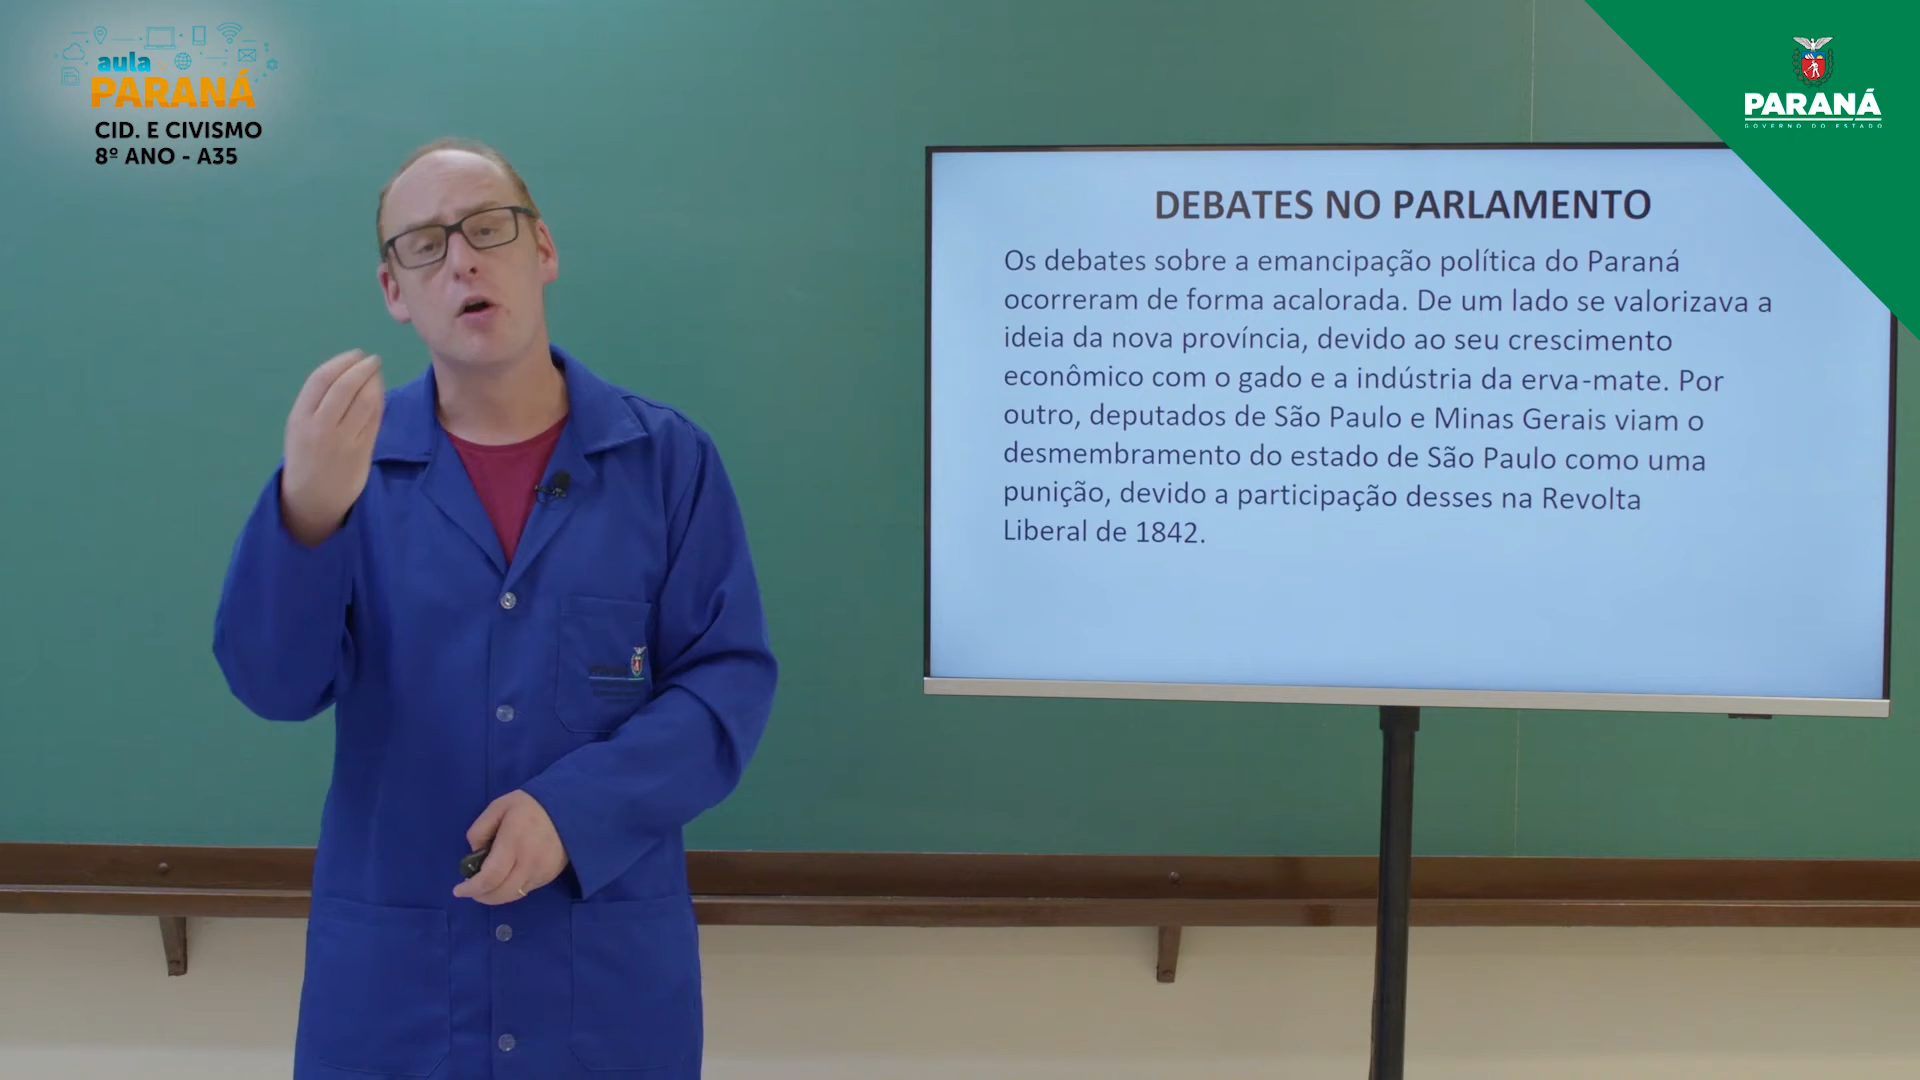 aula
PARANÁ
CID. E CIVISMO
8º ANO - A35
PARANÁ
GOVERNO DO ESTADO
DEBATES NO PARLAMENTO
Os debates sobre a emancipação política do Paraná
ocorreram de forma acalorada. De um lado se valorizava a
ideia da nova província, devido ao seu crescimento
econômico com o gado e a indústria da erva-mate. Por
outro, deputados de São Paulo e Minas Gerais viam o
desmembramento do estado de São Paulo como uma
punição, devido a participação desses na Revolta
Liberal de 1842.